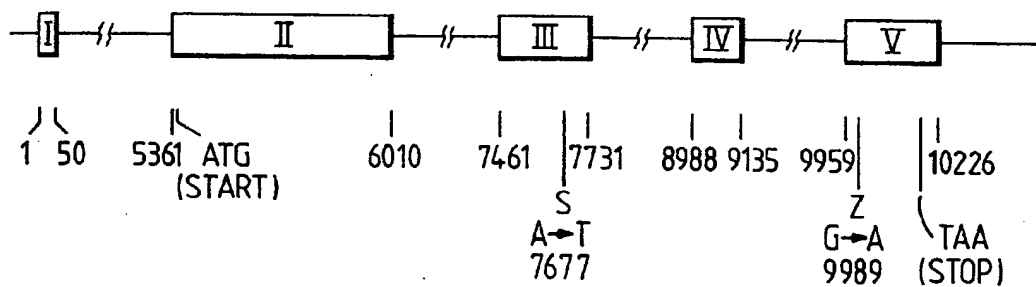 I II III IV V
1 50 5361 ATG 6010 7461 7731 8988 9135 9959 10226
(START)
S Z
A→T G→A TAA
7677 9989 (STOP)